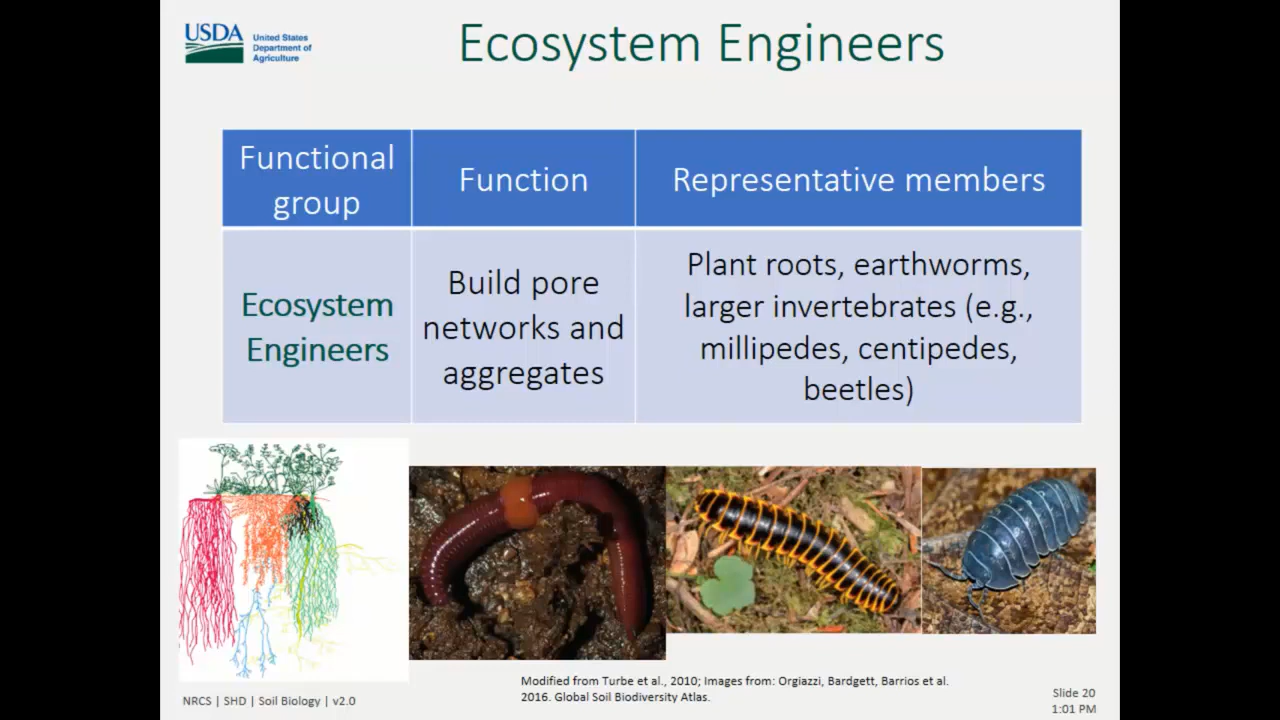 USDA
United States
Department of
Agriculture
Ecosystem Engineers
Functional
group
Function
Representative members
Ecosystem
Engineers
Build pore
networks and
aggregates
Plant roots, earthworms,
larger invertebrates (e.g.,
millipedes, centipedes,
beetles)
Modified from Turbe et al., 2010; Images from: Orgiazzi, Bardgett, Barrios et al.
2016. Global Soil Biodiversity Atlas.
NRCS | SHD | Soil Biology | v2.0
Slide 20
1:01 PM